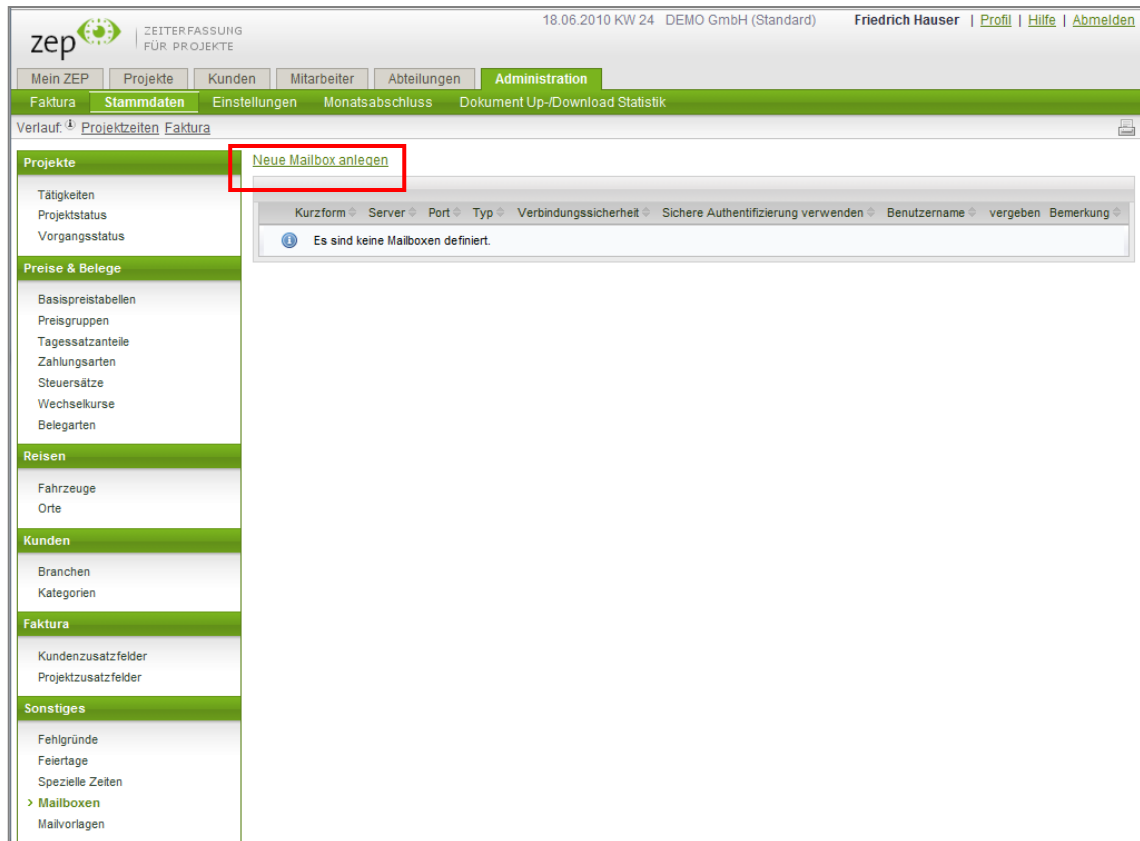 18.06.2010 KW 24 DEMO GmbH (Standard) Friedrich Hauser | Profil | Hilfe | Abmelden
zep ZEITERFASSUNG
FÜR PROJEKTE
Mein ZEP Projekte Kunden Mitarbeiter Abteilungen Administration
Faktura Stammdaten Einstellungen Monatsabschluss Dokument Up-/Download Statistik
Verlauf: Projektzeiten Faktura
Projekte
Tätigkeiten
Projektstatus
Vorgangsstatus
Preise & Belege
Basispreistabellen
Preisgruppen
Tagessatzanteile
Zahlungsarten
Steuersätze
Wechselkurse
Belegarten
Reisen
Fahrzeuge
Orte
Kunden
Branchen
Kategorien
Faktura
Kundenzusatzfelder
Projektzusatzfelder
Sonstiges
Fehlgründe
Feiertage
Spezielle Zeiten
> Mailboxen
Mailvorlagen
Neue Mailbox anlegen
Kurzform Server Port Typ Verbindungssicherheit Sichere Authentifizierung verwenden Benutzername vergeben Bemerkung
Es sind keine Mailboxen definiert.